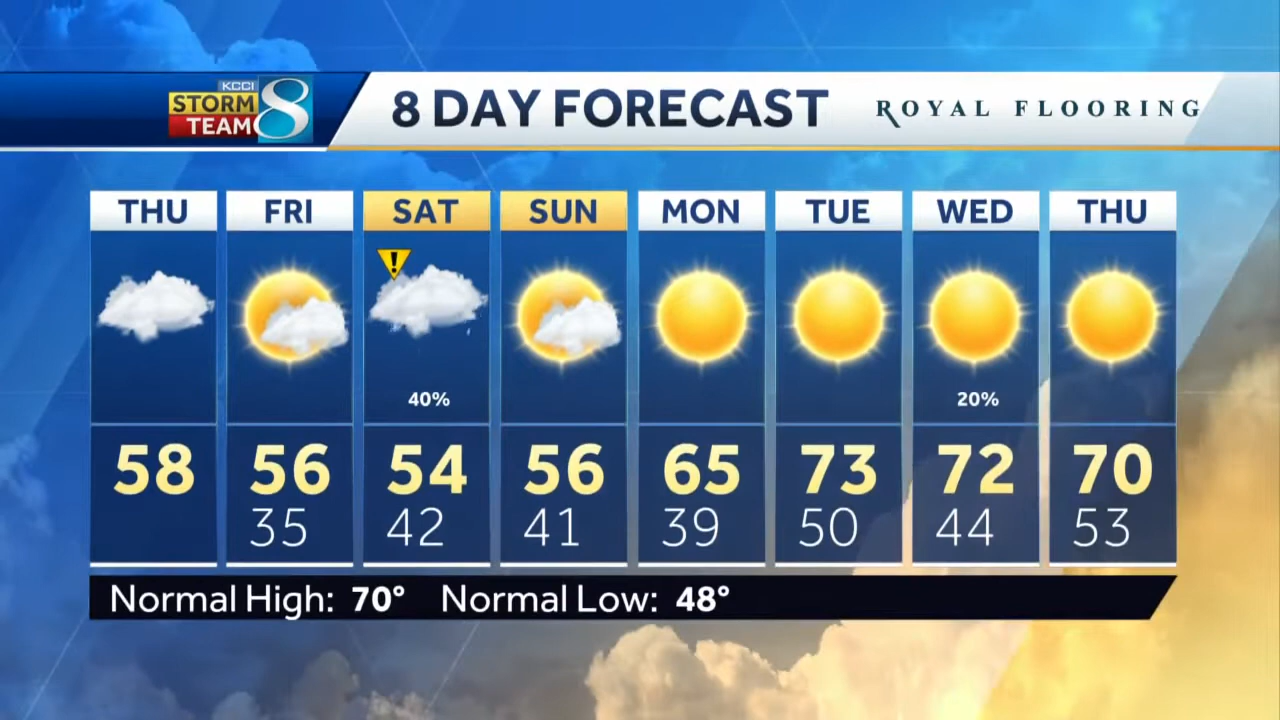 KCCI
STORM
TEAM 8
8 DAY FORECAST
ROYAL FLOORING
THU FRI SAT SUN MON TUE WED THU
!
40% 20%
58 56 54 56 65 73 72 70
35 42 41 39 50 44 53
Normal High: 70° Normal Low: 48°